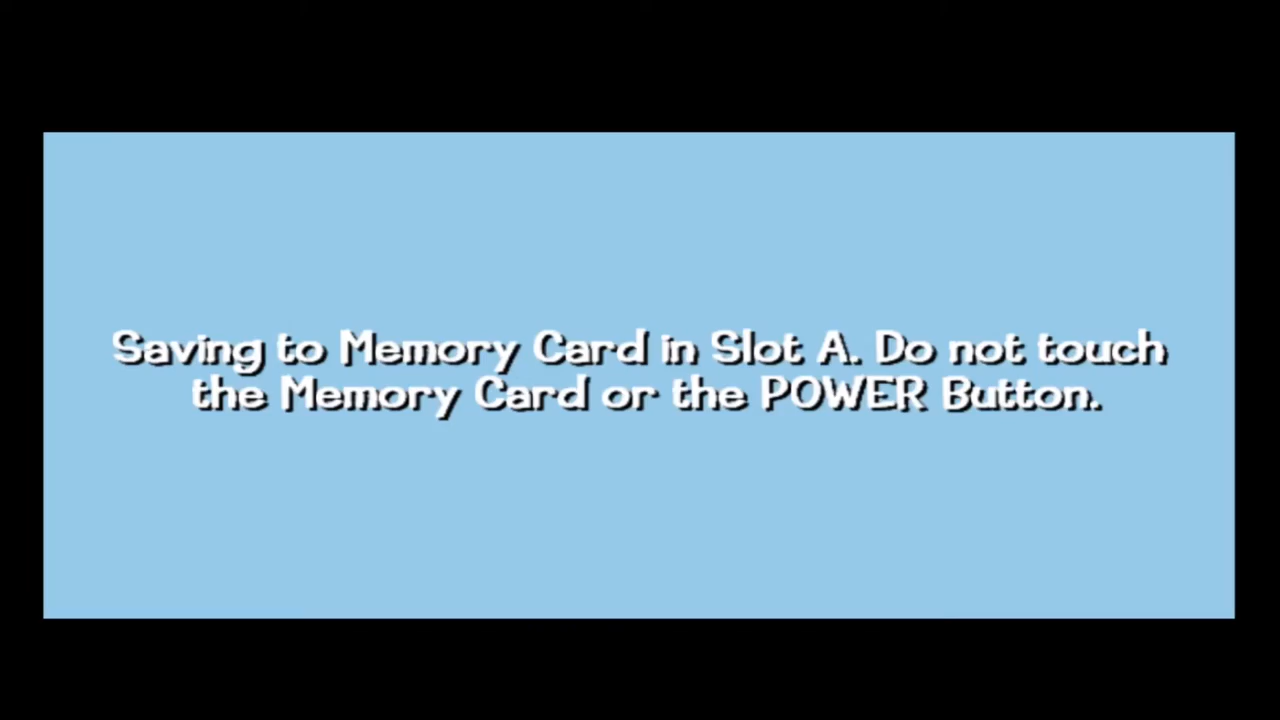 Saving to Memory Card in Slot A. Do not touch
the Memory Card or the POWER Button.